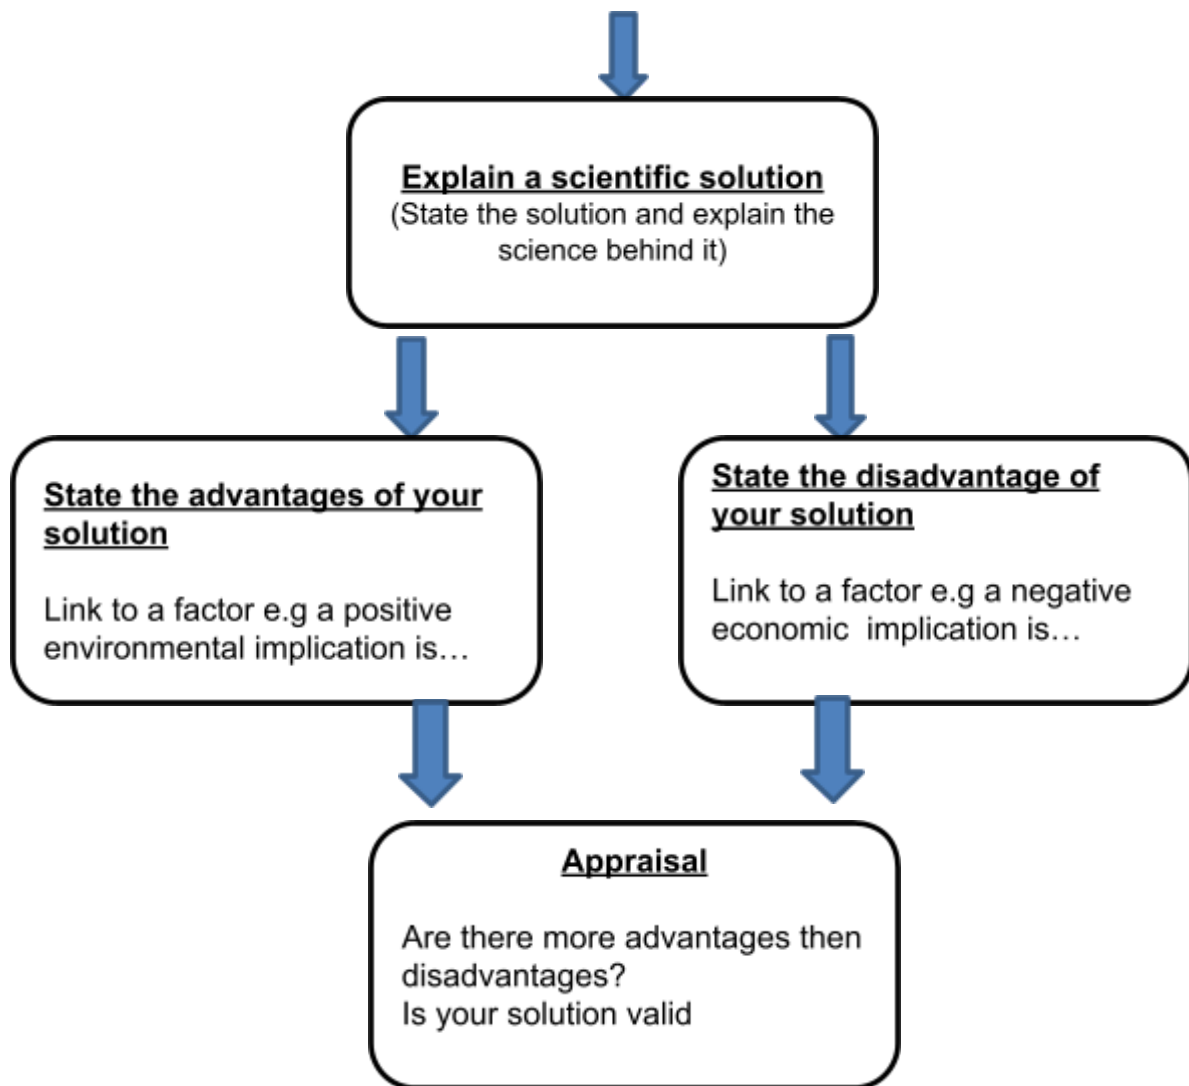 Explain a scientific solution
(State the solution and explain the
science behind it)
State the advantages of your
solution
Link to a factor e.g a positive
environmental implication is…
State the disadvantage of
your solution
Link to a factor e.g a negative
economic  implication is…
Appraisal
Are there more advantages then
disadvantages?
Is your solution valid